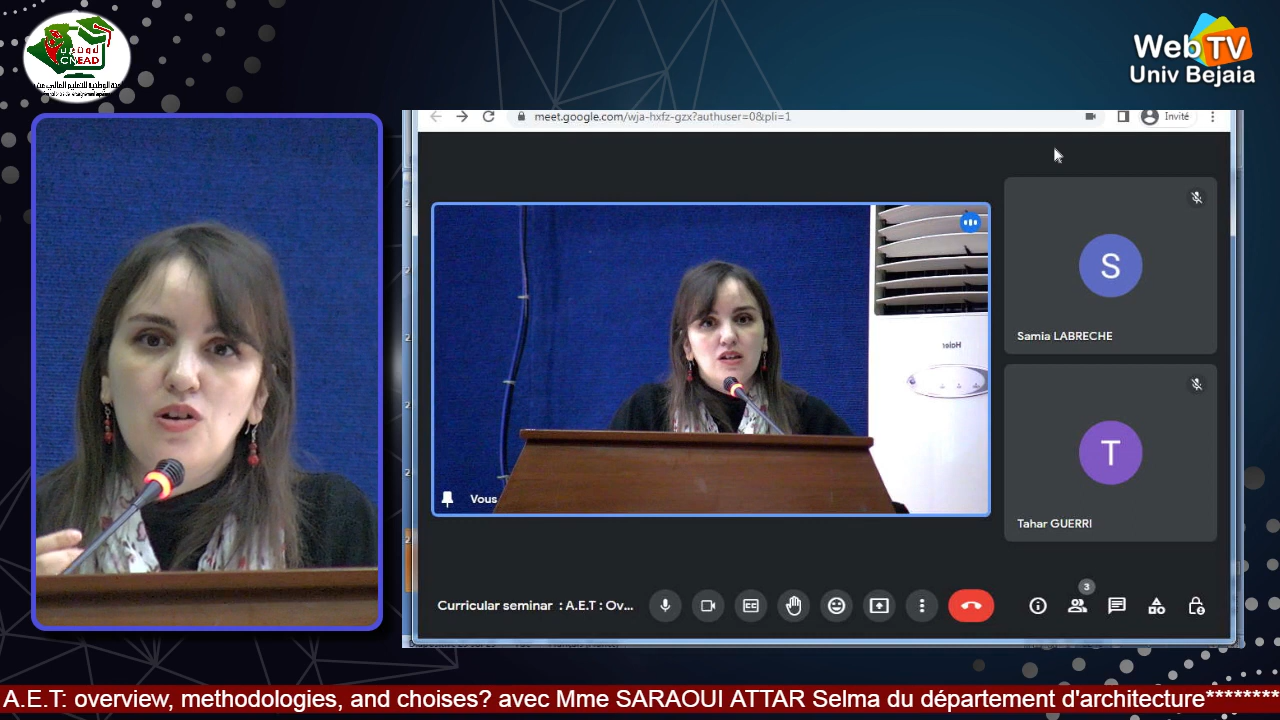 CNEAD
Web TV
Univ Bejaia
meet.google.com/wja-hxfz-gzx?authuser=0&pli=1
Invité
Haier
S
Samia LABRECHE
T
Tahar GUERRI
Vous
3
Curricular seminar : A.E.T : Ov...
A.E.T: overview, methodologies, and choises? avec Mme SARAOUI ATTAR Selma du département d'architecture********